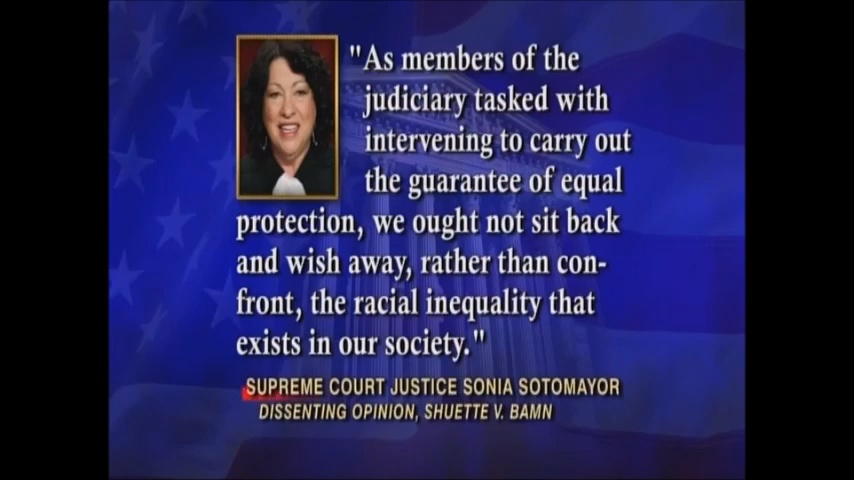 "As members of the
judiciary tasked with
intervening to carry out
the guarantee of equal
protection, we ought not sit back
and wish away, rather than con-
front, the racial inequality that
exists in our society."
SUPREME COURT JUSTICE SONIA SOTOMAYOR
DISSENTING OPINION, SHUETTE V. BAMN